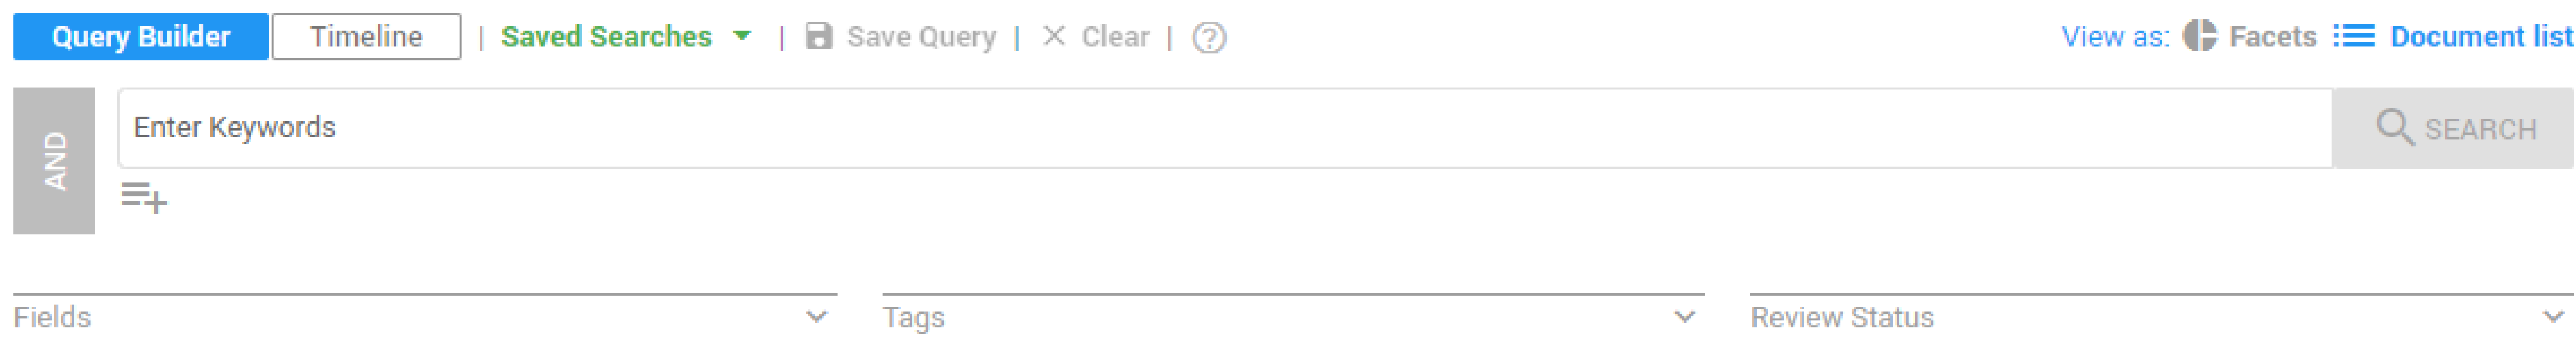 Query Builder Timeline | Saved Searches | Save Query | Clear | ? View as: Facets Document list
AND Enter Keywords SEARCH
Fields Tags Review Status